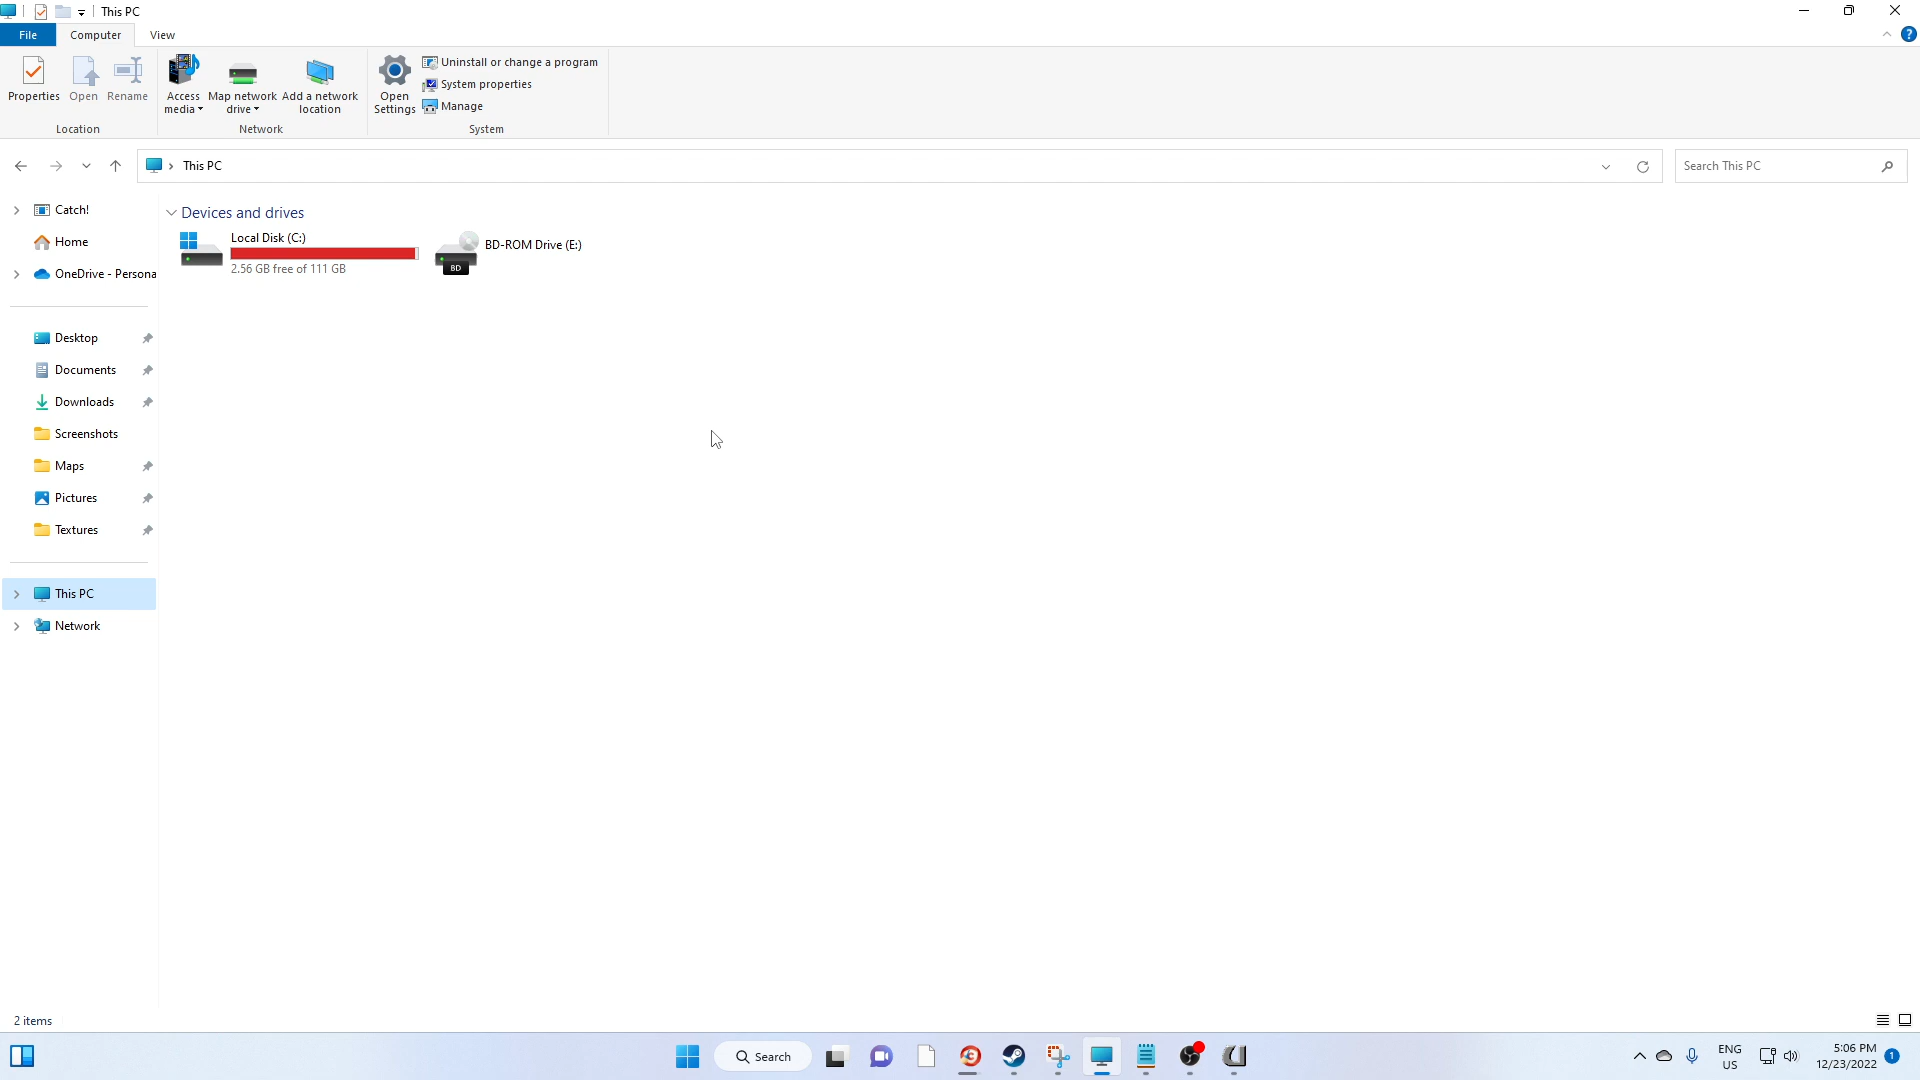 This PC
File
Computer
View
Properties
Open
Rename
Access media
Map network drive
Add a network location
Open Settings
Uninstall or change a program
System properties
Manage
Location
Network
System
This PC
Search This PC
Catch!
Home
OneDrive - Persona
Desktop
Documents
Downloads
Screenshots
Maps
Pictures
Textures
This PC
Network
Devices and drives
Local Disk (C:)
2.56 GB free of 111 GB
BD
BD-ROM Drive (E:)
2 items
Search
ENG
US
5:06 PM
12/23/2022
1